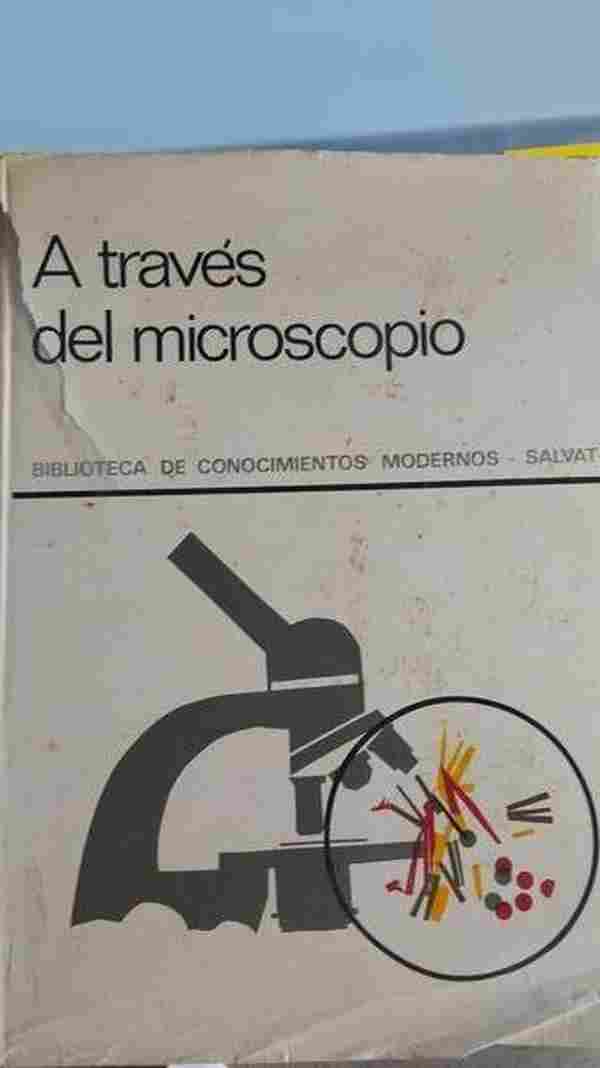 A través
del microscopio
BIBLIOTECA DE CONOCIMIENTOS MODERNOS - SALVAT